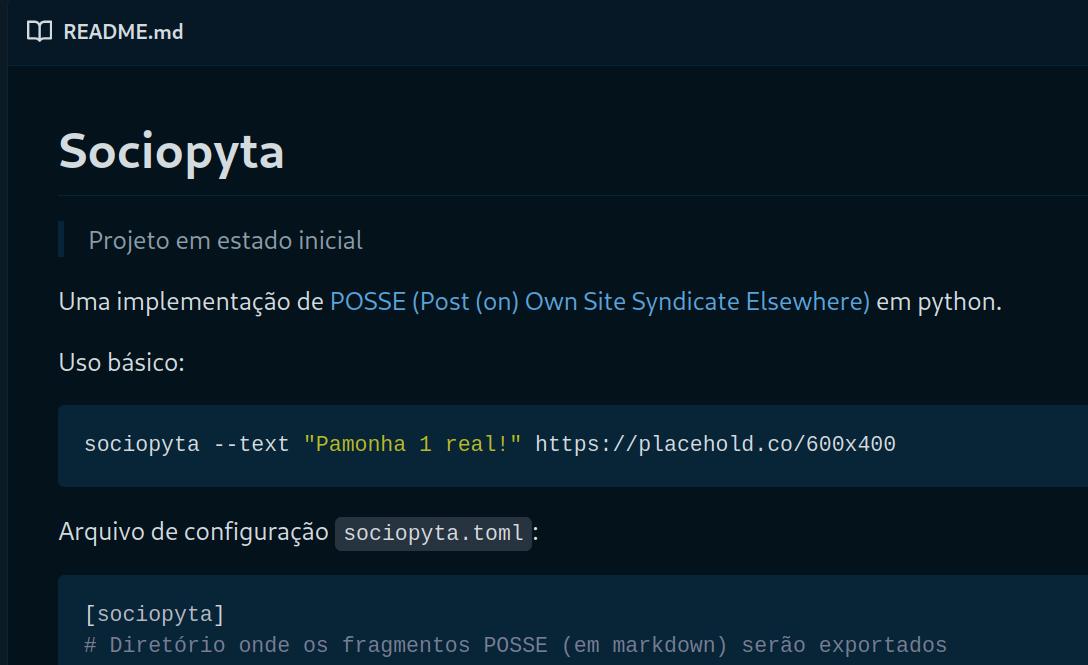 README.md
Sociopyta
Projeto em estado inicial
Uma implementação de POSSE (Post (on) Own Site Syndicate Elsewhere) em python.
Uso básico:
sociopyta --text "Pamonha 1 real!" https://placehold.co/600x400
Arquivo de configuração sociopyta.toml:
[sociopyta]
# Diretório onde os fragmentos POSSE (em markdown) serão exportados